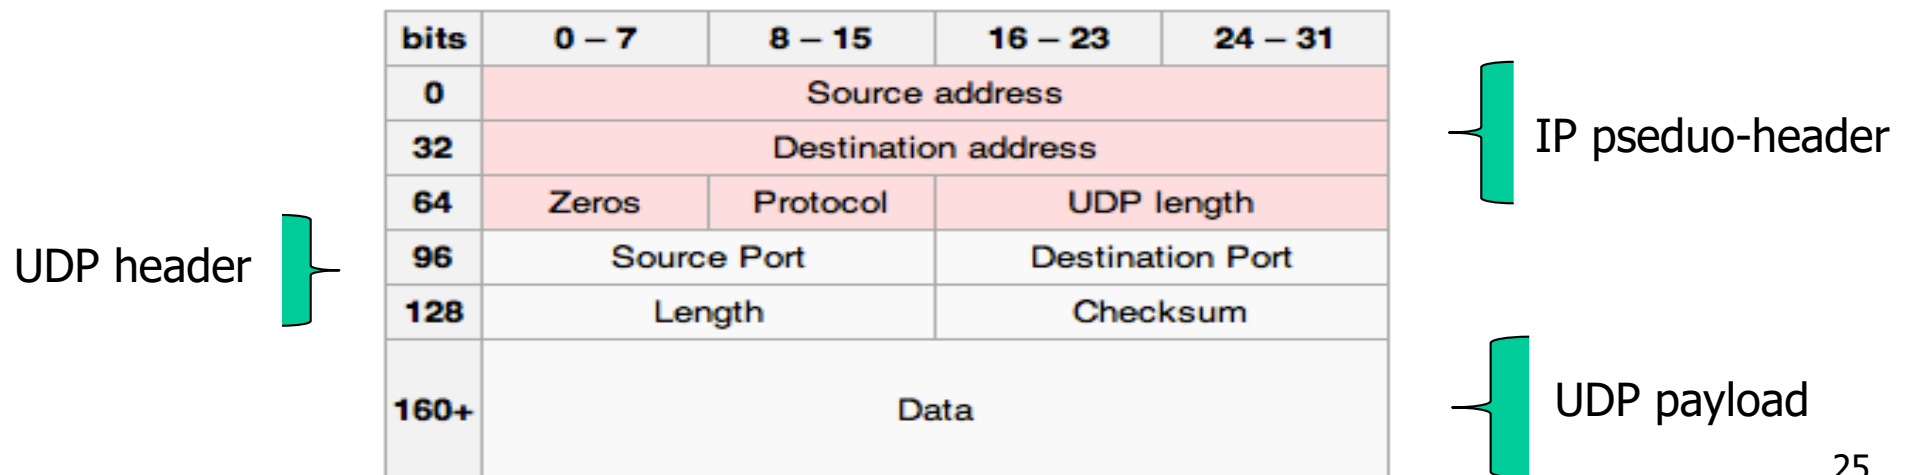 bits 0 – 7 8 – 15 16 – 23 24 – 31
0 Source address
32 Destination address
64 Zeros Protocol UDP length
96 Source Port Destination Port
128 Length Checksum
160+ Data
IP pseduo-header
UDP header
UDP payload
25